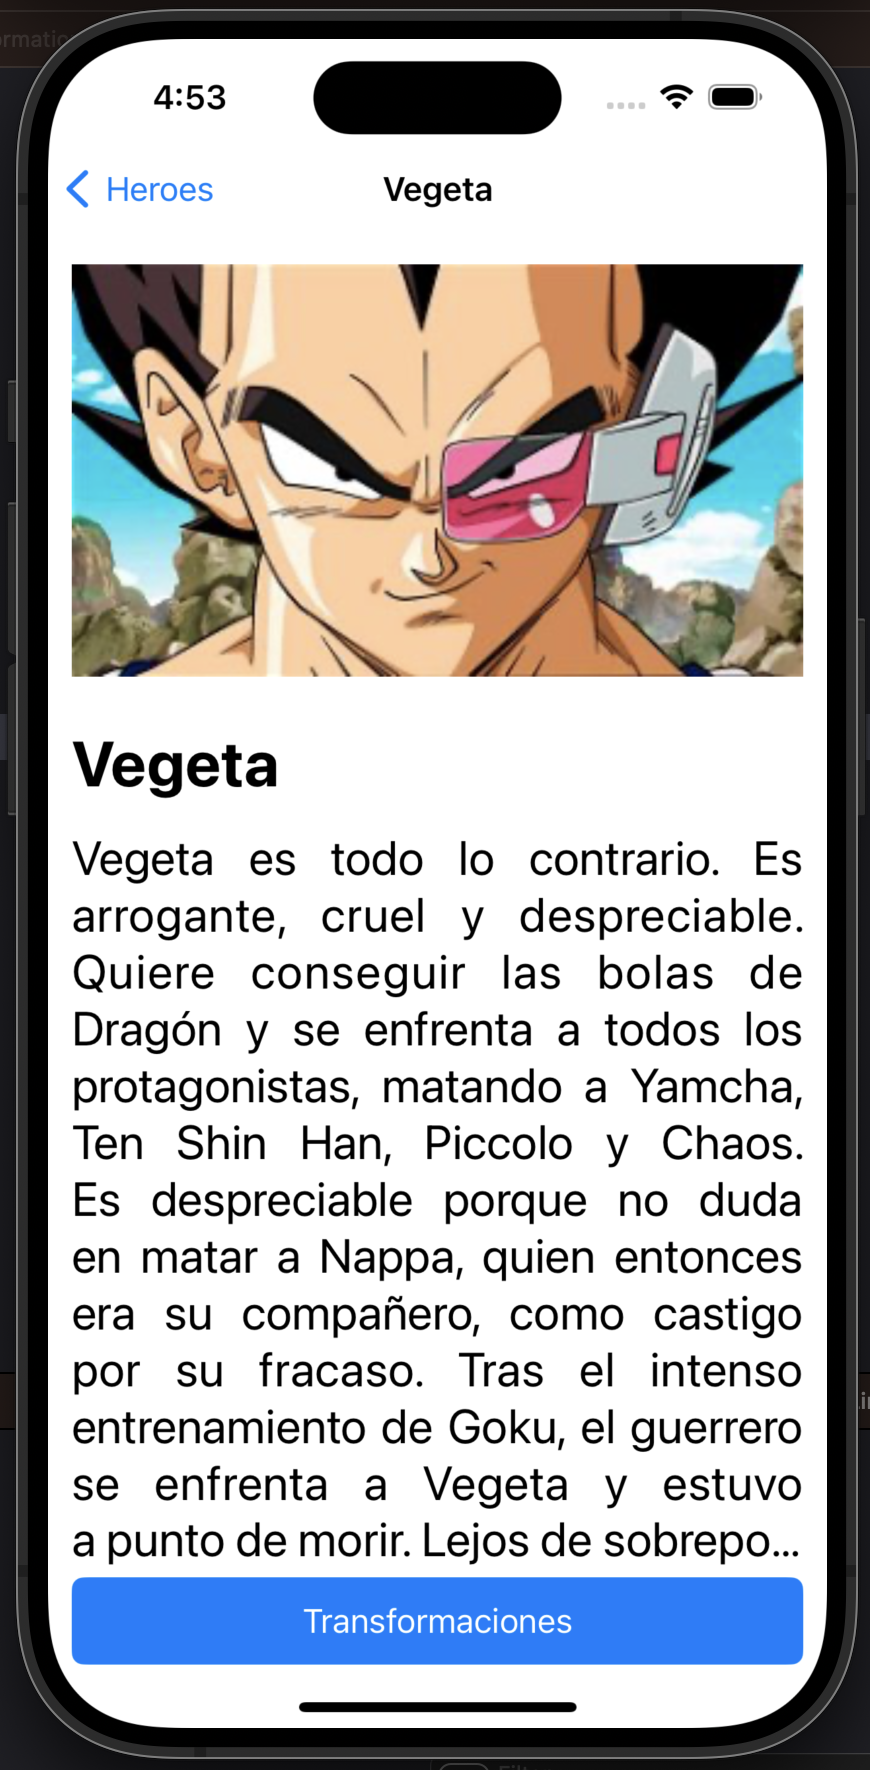 4:53
Heroes
Vegeta
Vegeta
Vegeta es todo lo contrario. Es
arrogante, cruel y despreciable.
Quiere conseguir las bolas de
Dragón y se enfrenta a todos los
protagonistas, matando a Yamcha,
Ten Shin Han, Piccolo y Chaos.
Es despreciable porque no duda
en matar a Nappa, quien entonces
era su compañero, como castigo
por su fracaso. Tras el intenso
entrenamiento de Goku, el guerrero
se enfrenta a Vegeta y estuvo
a punto de morir. Lejos de sobrepo...
Transformaciones